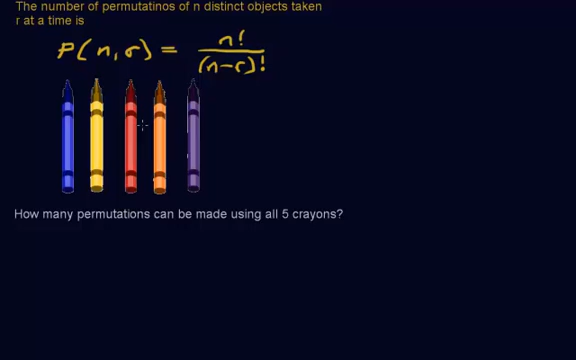 The number of permutatinos of n distinct objects taken
r at a time is
P(n, r) = n! / (n-r)!
How many permutations can be made using all 5 crayons?